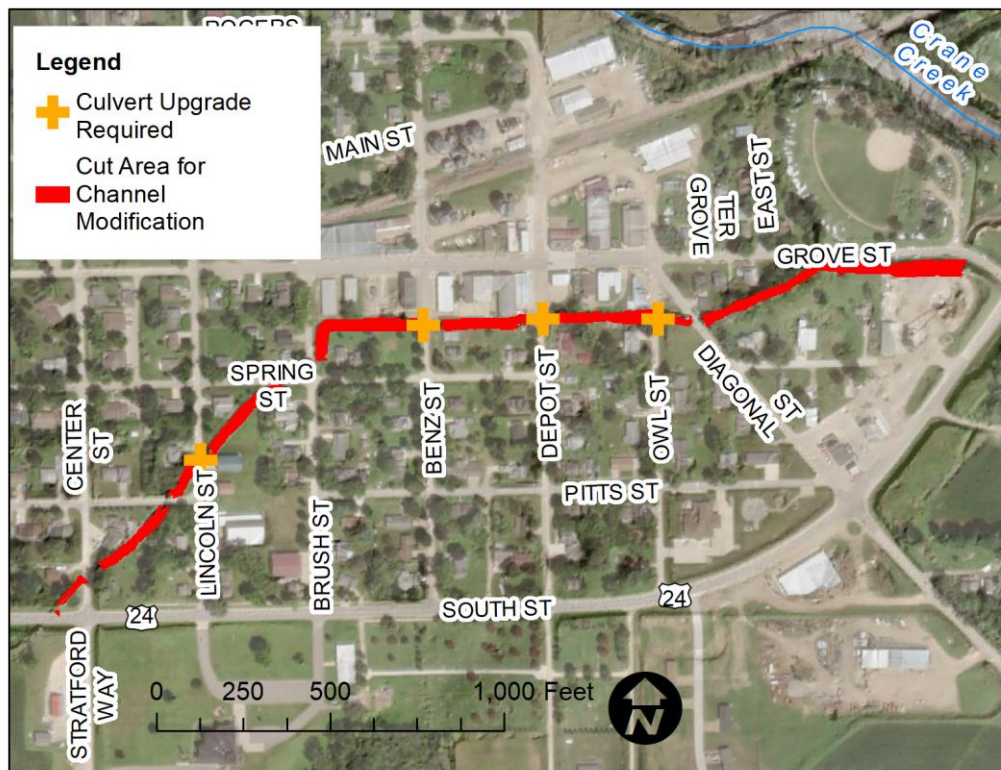 ROGERS
Legend
Culvert Upgrade
Required
Cut Area for
Channel
Modification
Crane
Creek
MAIN ST
GROVE
TER
EAST ST
GROVE ST
SPRING
ST
DIAGONAL
ST
CENTER
ST
BENZ ST
DEPOT ST
OWL ST
LINCOLN ST
PITTS ST
BRUSH ST
24
SOUTH ST
24
STRATFORD
WAY
0 250 500 1,000 Feet
N